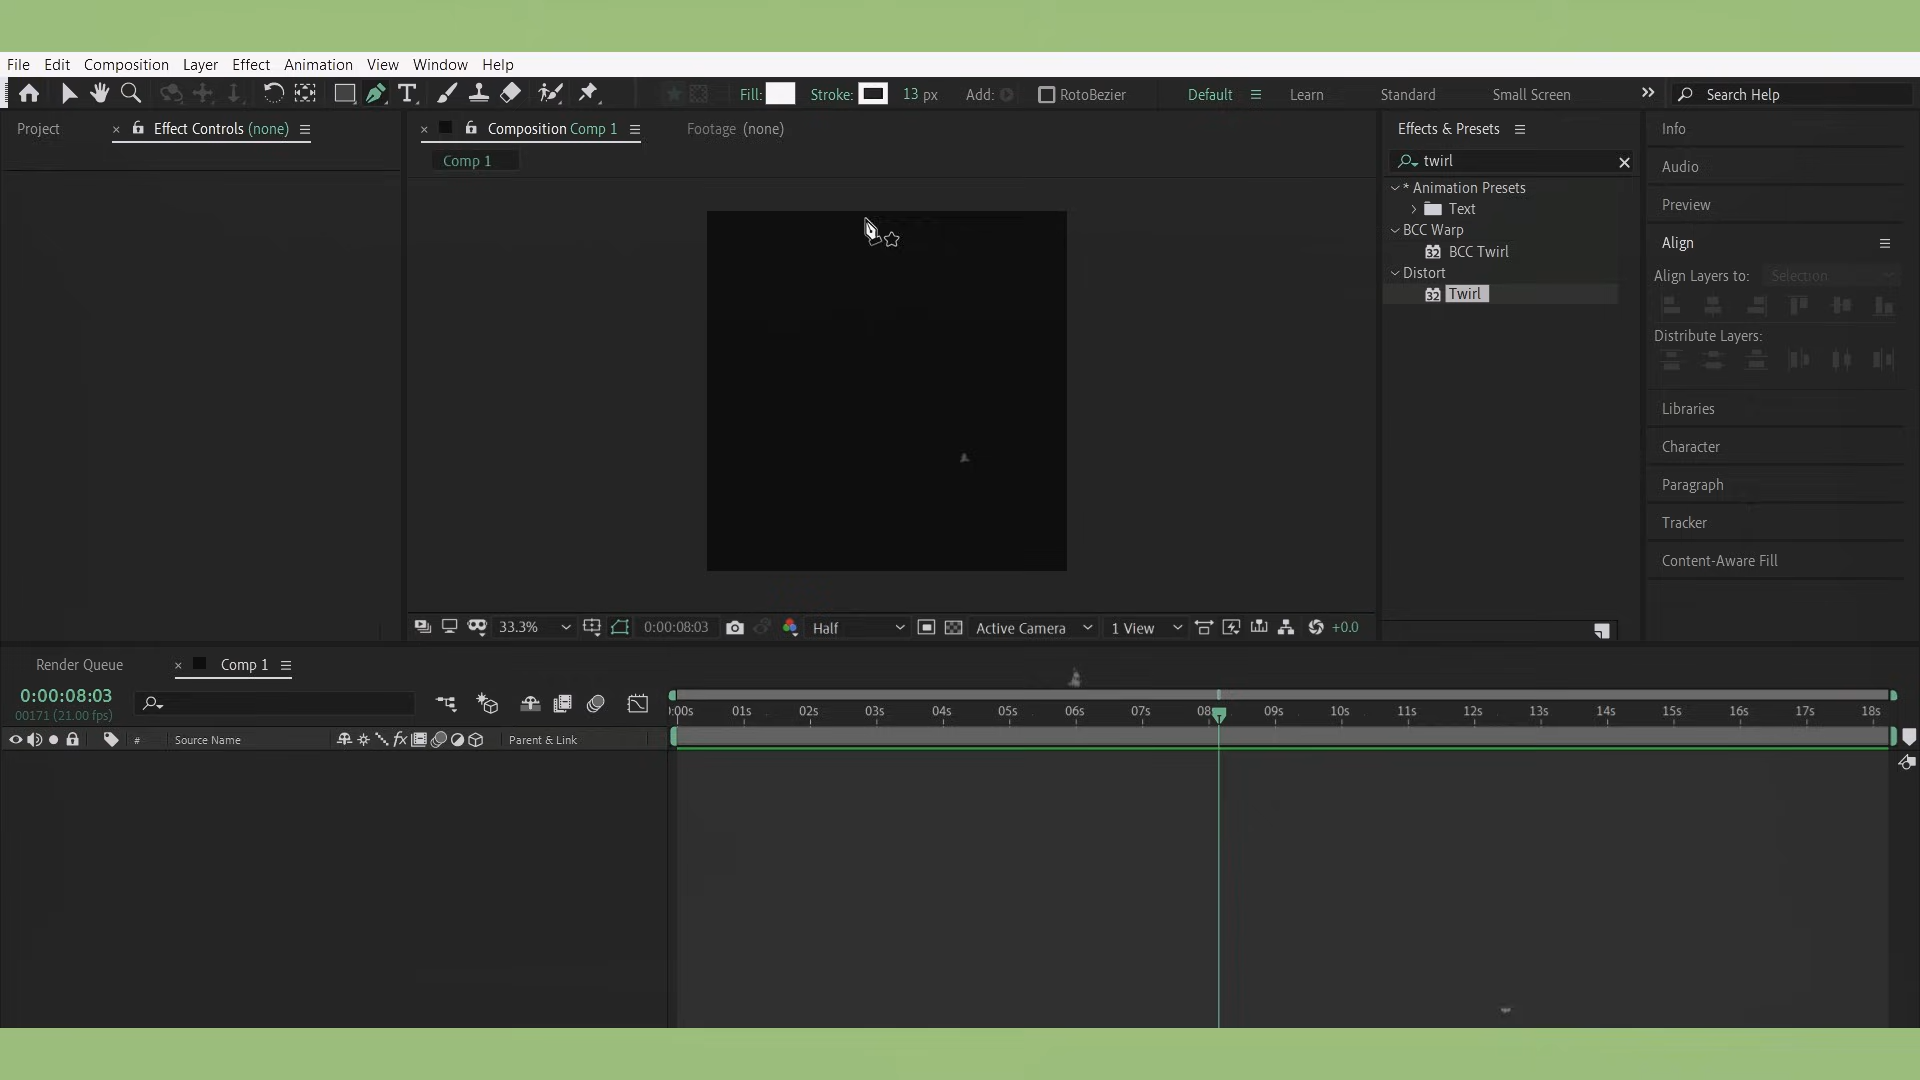 File Edit Composition Layer Effect Animation View Window Help
Fill: Stroke: 13 px Add: RotoBezier Default Learn Standard Small Screen Search Help
Project Effect Controls (none) Composition Comp 1 Footage (none) Effects & Presets Info
Comp 1
twirl
* Animation Presets
Text
BCC Warp
32 BCC Twirl
Distort
32 Twirl
Audio
Preview
Align
Align Layers to: Selection
Distribute Layers:
Libraries
Character
Paragraph
Tracker
Content-Aware Fill
33.3% 0:00:08:03 Half Active Camera 1 View +0.0
Render Queue Comp 1
0:00:08:03
00171 (21.00 fps)
:00s 01s 02s 03s 04s 05s 06s 07s 08 09s 10s 11s 12s 13s 14s 15s 16s 17s 18s
# Source Name fx Parent & Link